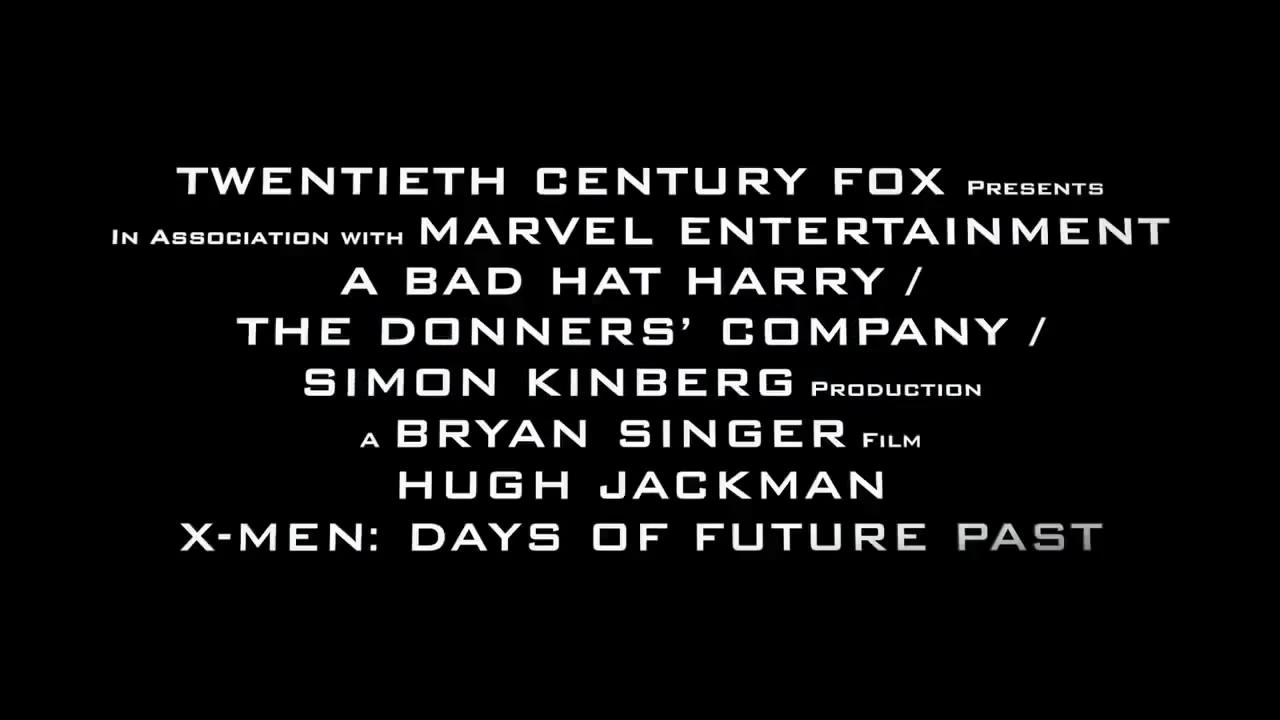 TWENTIETH CENTURY FOX PRESENTS
IN ASSOCIATION WITH MARVEL ENTERTAINMENT
A BAD HAT HARRY /
THE DONNERS’ COMPANY /
SIMON KINBERG PRODUCTION
A BRYAN SINGER FILM
HUGH JACKMAN
X-MEN: DAYS OF FUTURE PAST